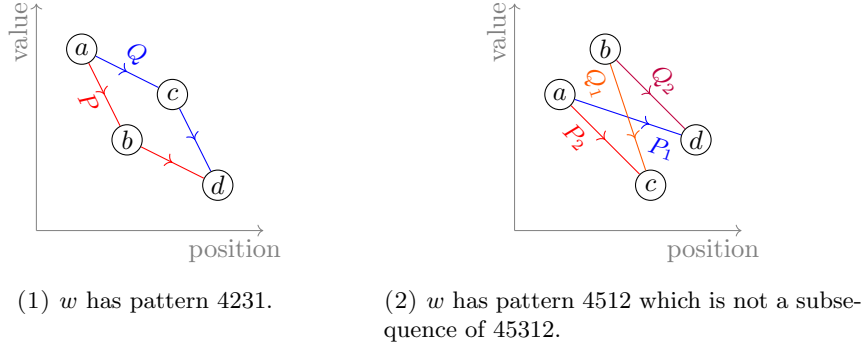 value
a
Q
c
P
b
d
position
value
b
Q₁
Q₂
a
d
P₂
P₁
c
position
(1) w has pattern 4231.
(2) w has pattern 4512 which is not a subse-
quence of 45312.